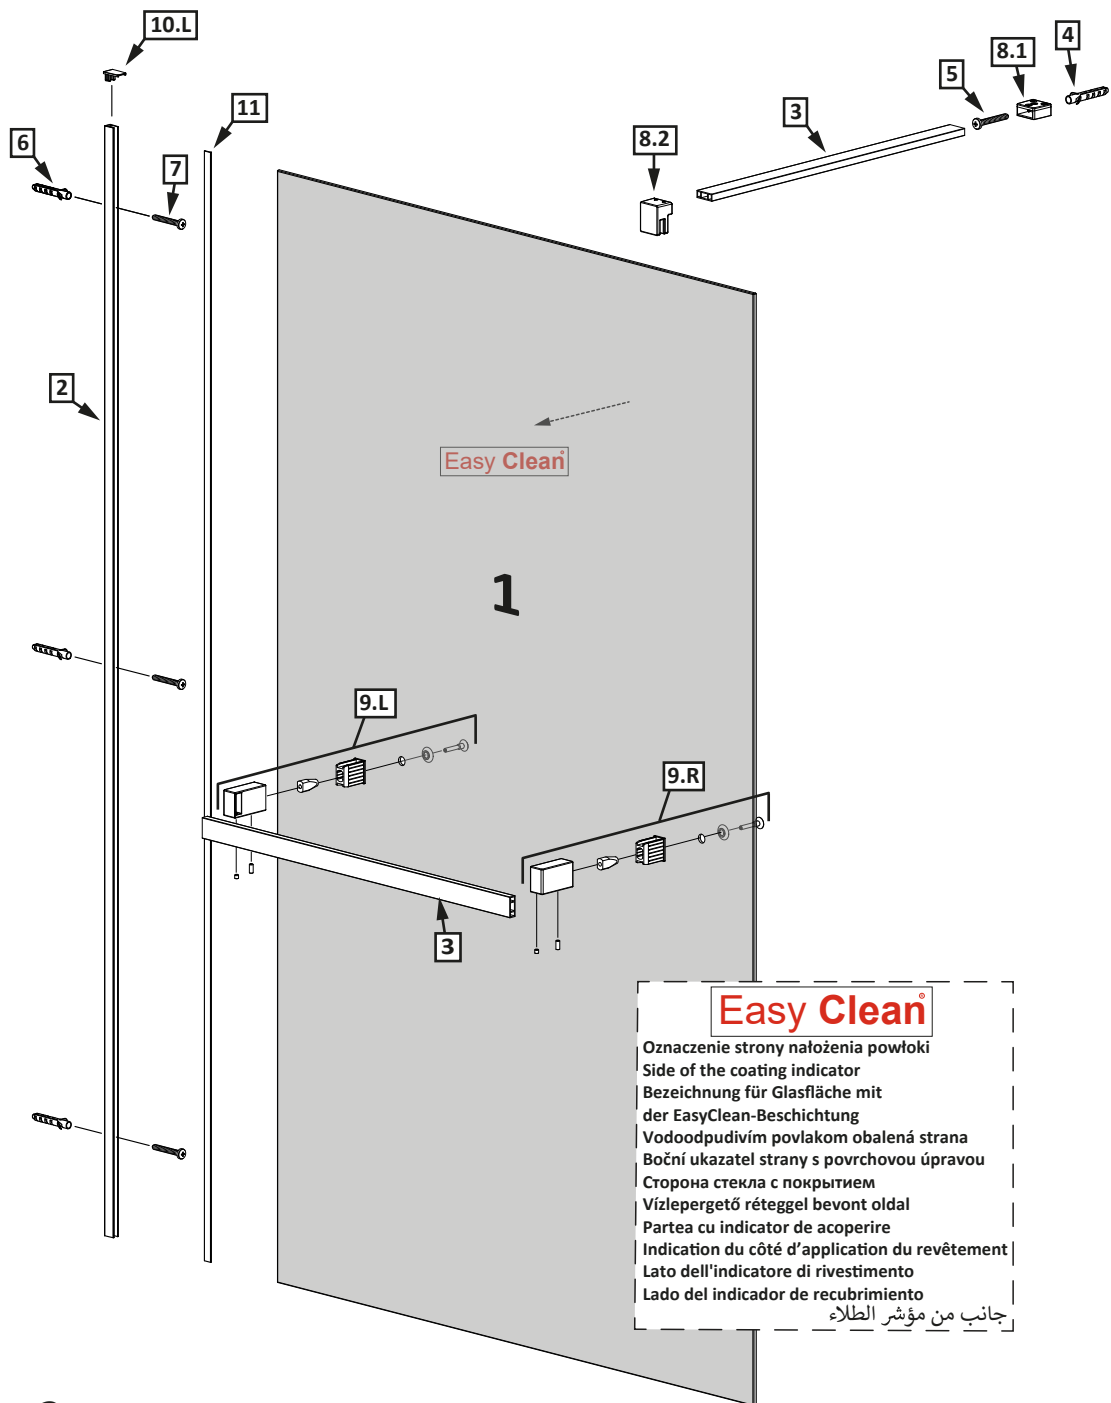 10.L
4
8.1
5
3
11
6
7
8.2
2
Easy Clean
1
9.L
9.R
3
Easy Clean®
Oznaczenie strony nałożenia powłoki
Side of the coating indicator
Bezeichnung für Glasfläche mit
der EasyClean-Beschichtung
Vodoodpudivím povlakom obalená strana
Boční ukazatel strany s povrchovou úpravou
Сторона стекла с покрытием
Vízlepergető réteggel bevont oldal
Partea cu indicator de acoperire
Indication du côté d'application du revêtement
Lato dell'indicatore di rivestimento
Lado del indicador de recubrimiento
جانب من مؤشر الطلاء